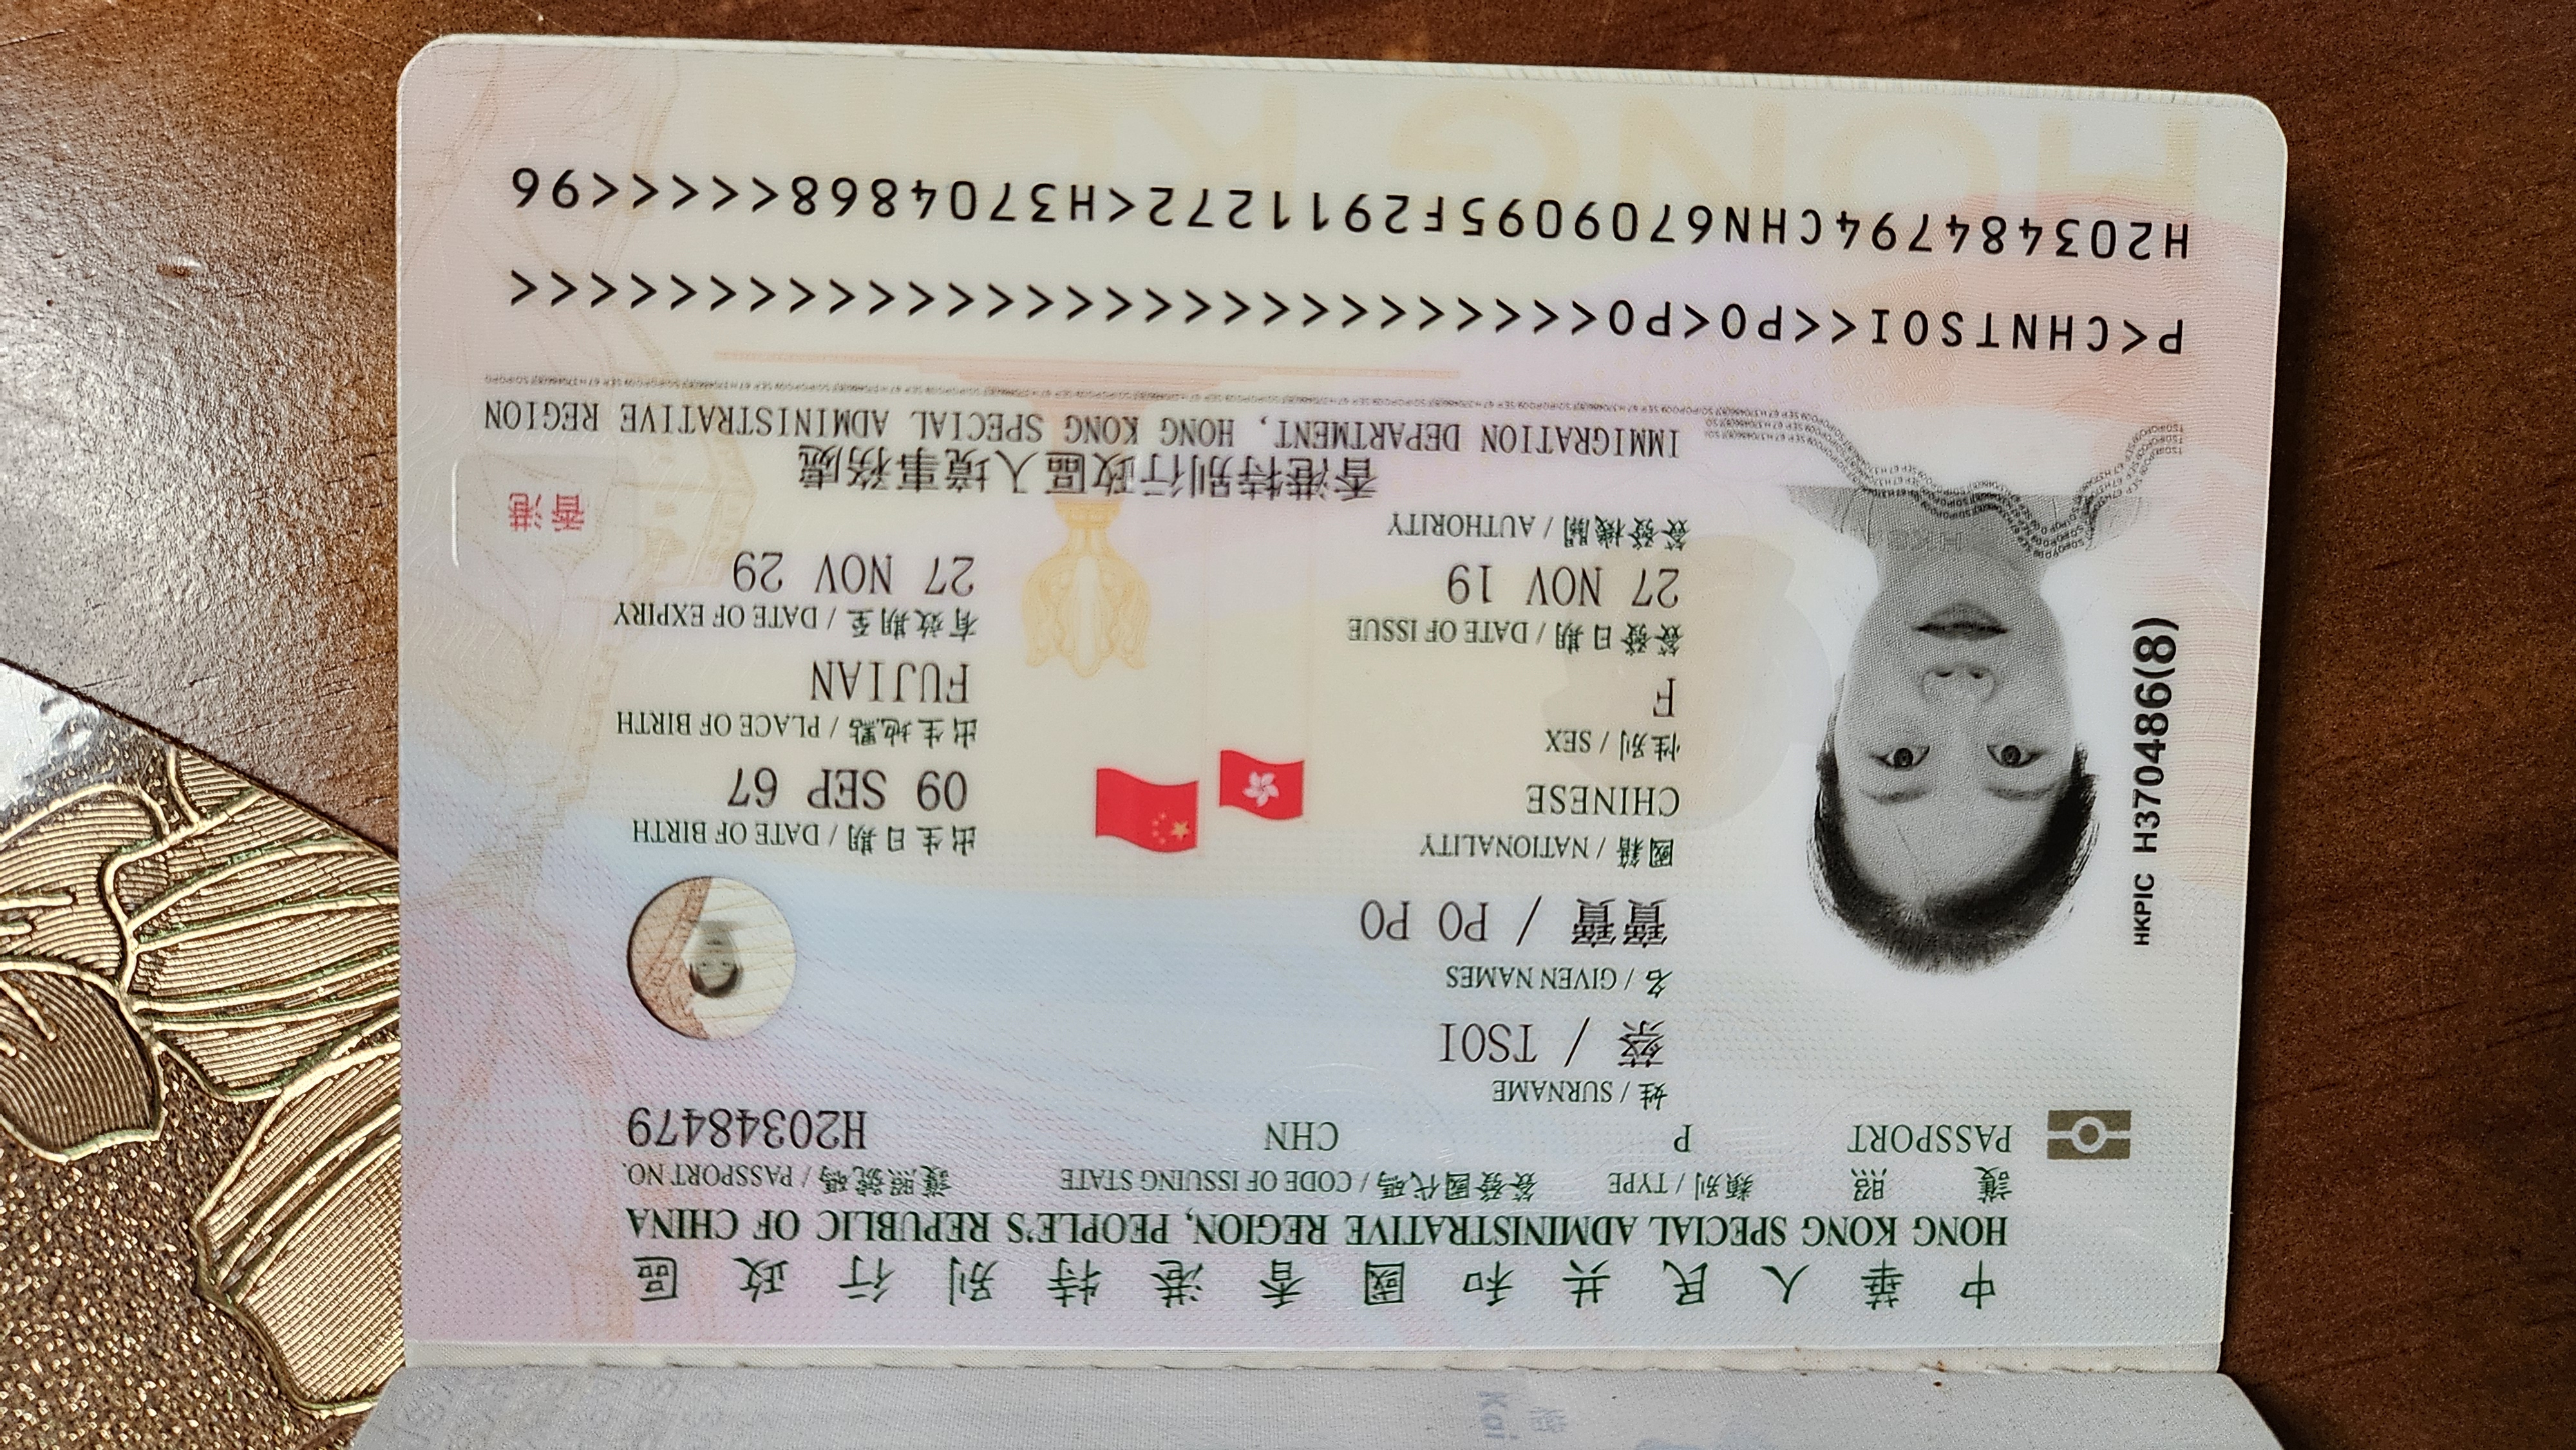 中華人民共和國香港特別行政區
HONG KONG SPECIAL ADMINISTRATIVE REGION, PEOPLE'S REPUBLIC OF CHINA
護照 類別 / TYPE 簽發國代碼 / CODE OF ISSUING STATE 護照號碼 / PASSPORT NO.
PASSPORT P CHN H20348479
姓 / SURNAME
蔡 / TSOI
名 / GIVEN NAMES
寶寶 / PO PO
國籍 / NATIONALITY 出生日期 / DATE OF BIRTH
CHINESE 09 SEP 67
性別 / SEX 出生地點 / PLACE OF BIRTH
F FUJIAN
簽發日期 / DATE OF ISSUE 有效期至 / DATE OF EXPIRY
27 NOV 19 27 NOV 29
簽發機關 / AUTHORITY
香港
香港特別行政區入境事務處
IMMIGRATION DEPARTMENT, HONG KONG SPECIAL ADMINISTRATIVE REGION
HKPIC H370486(8)
P<CHNTSOI<<PO<PO<<<<<<<<<<<<<<<<<<<<<<<<<<<<
H203484794CHN6709095F2911272<H3704868<<<<<96
HONG KONG